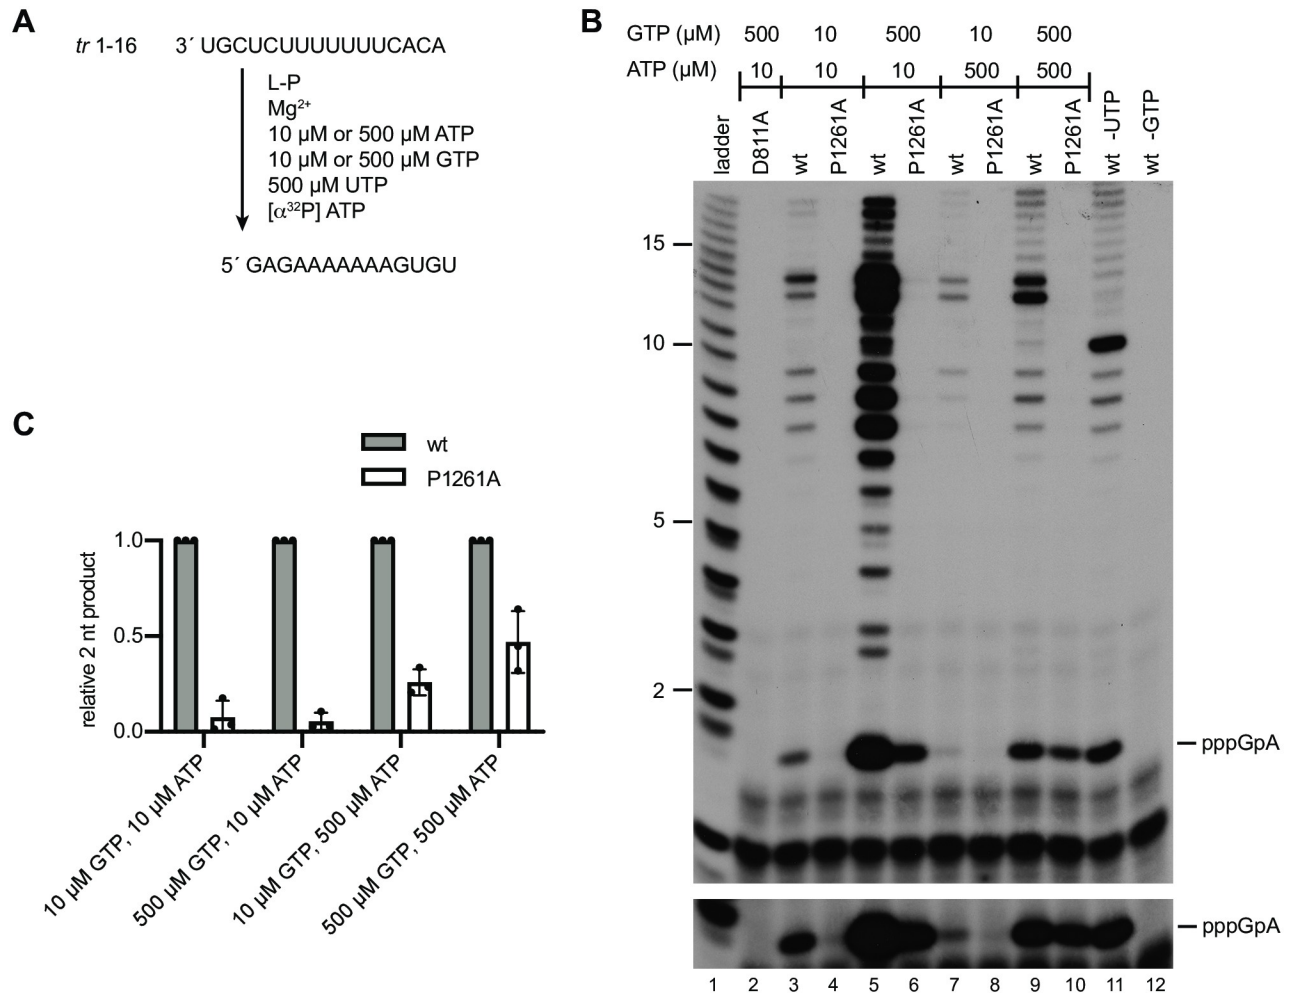 A
tr 1-16 3´ UGCUCUUUUUUUCACA
L-P
Mg²⁺
10 µM or 500 µM ATP
10 µM or 500 µM GTP
500 µM UTP
[α³²P] ATP
5´ GAGAAAAAAAGUGU
B
GTP (µM) 500 10 500 10 500
ATP (µM) 10 10 10 500 500
ladder
D811A
wt
P1261A
wt
P1261A
wt
P1261A
wt
P1261A
wt -UTP
wt -GTP
15
10
5
2
pppGpA
pppGpA
1 2 3 4 5 6 7 8 9 10 11 12
C
wt
P1261A
relative 2 nt product
1.0
0.5
0.0
10 µM GTP, 10 µM ATP
500 µM GTP, 10 µM ATP
10 µM GTP, 500 µM ATP
500 µM GTP, 500 µM ATP